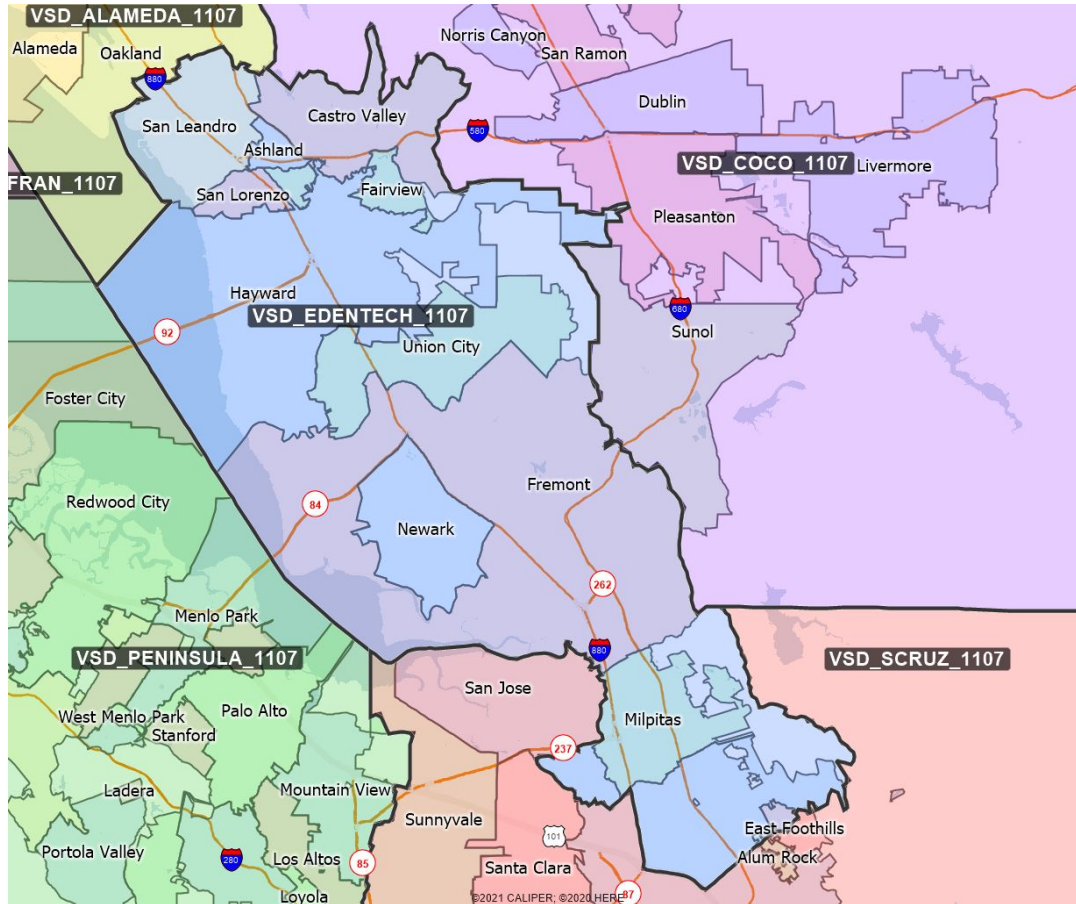 VSD_ALAMEDA_1107
Alameda
Oakland
880
Norris Canyon
San Ramon
Dublin
San Leandro
Castro Valley
580
Ashland
VSD_COCO_1107
Livermore
FRAN_1107
San Lorenzo
Fairview
Pleasanton
Hayward
VSD_EDENTECH_1107
680
Sunol
92
Union City
Foster City
Redwood City
84
Fremont
Newark
262
Menlo Park
880
VSD_PENINSULA_1107
VSD_SCRUZ_1107
San Jose
West Menlo Park
Palo Alto
Stanford
Milpitas
237
Ladera
Mountain View
Sunnyvale
101
East Foothills
Portola Valley
280
Los Altos
85
Santa Clara
Alum Rock
87
Loyola
©2021 CALIPER; ©2020 HERE